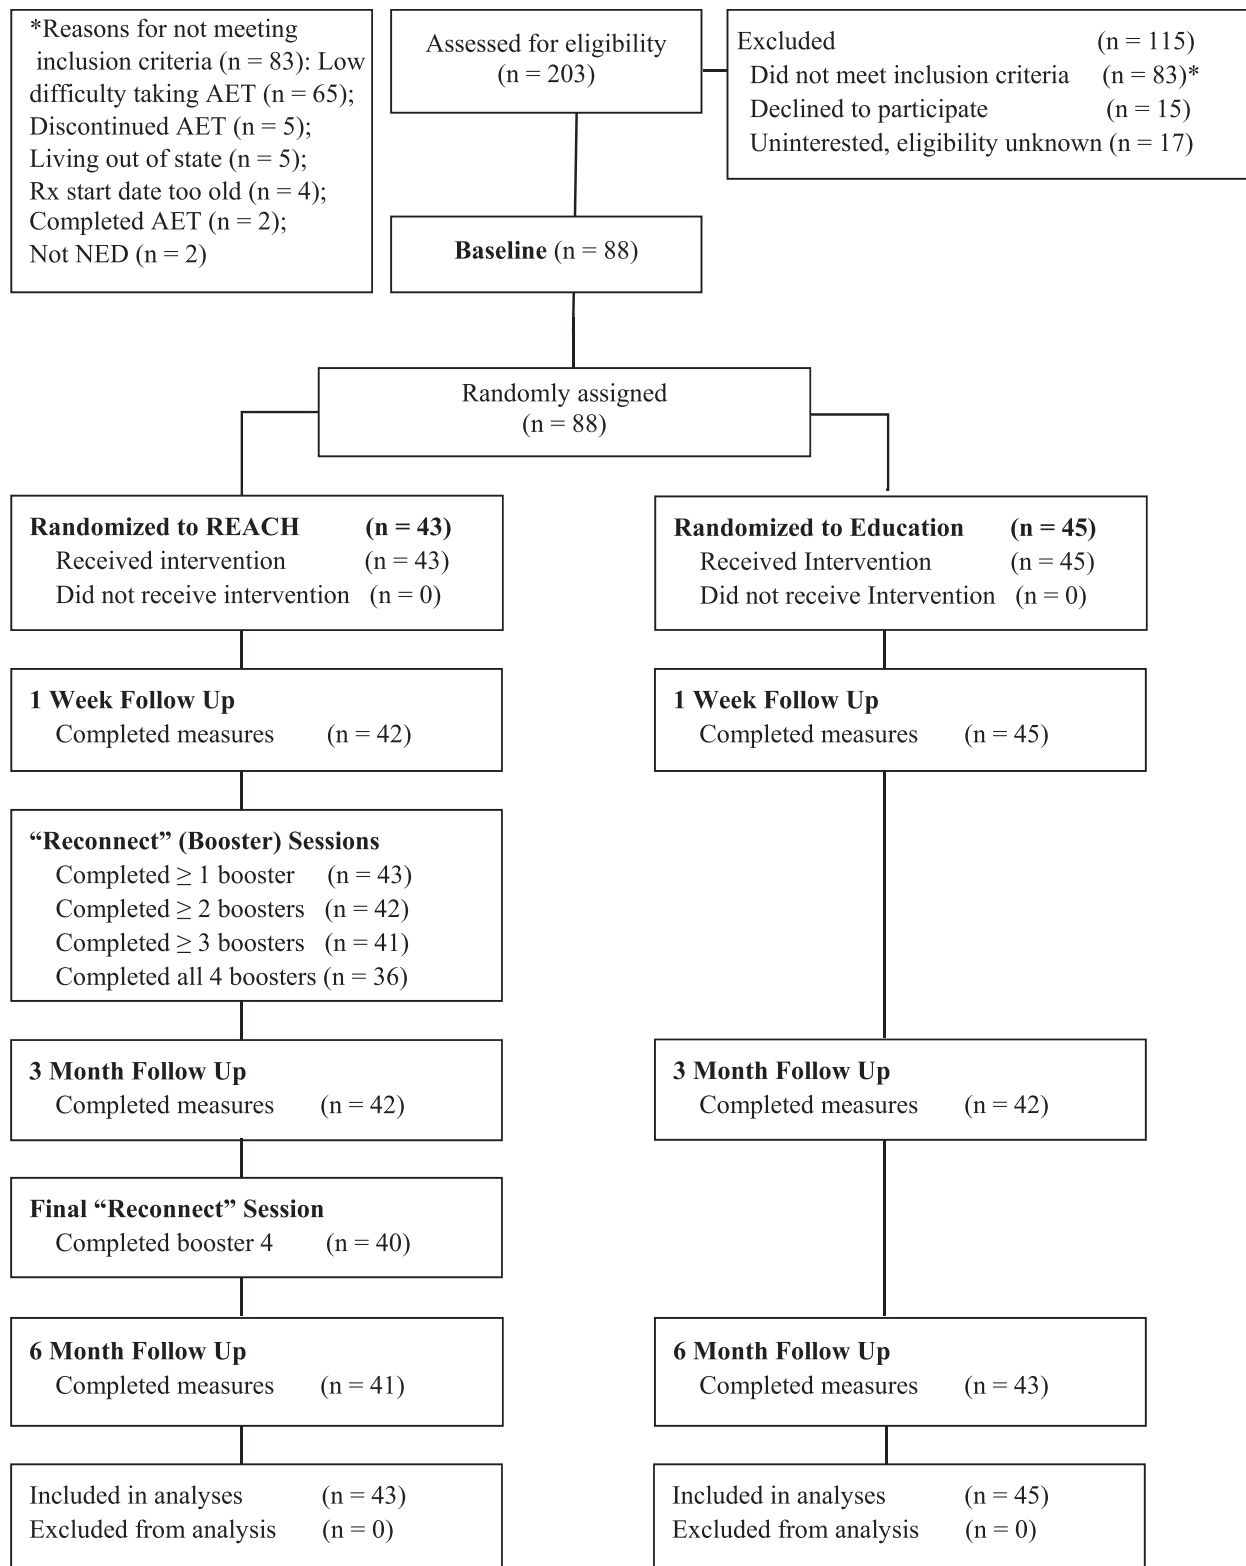 *Reasons for not meeting
inclusion criteria (n = 83): Low
difficulty taking AET (n = 65);
Discontinued AET (n = 5);
Living out of state (n = 5);
Rx start date too old (n = 4);
Completed AET (n = 2);
Not NED (n = 2)
Assessed for eligibility
(n = 203)
Excluded (n = 115)
Did not meet inclusion criteria (n = 83)*
Declined to participate (n = 15)
Uninterested, eligibility unknown (n = 17)
Baseline (n = 88)
Randomly assigned
(n = 88)
Randomized to REACH (n = 43)
Received intervention (n = 43)
Did not receive intervention (n = 0)
Randomized to Education (n = 45)
Received Intervention (n = 45)
Did not receive Intervention (n = 0)
1 Week Follow Up
Completed measures (n = 42)
1 Week Follow Up
Completed measures (n = 45)
“Reconnect” (Booster) Sessions
Completed ≥ 1 booster (n = 43)
Completed ≥ 2 boosters (n = 42)
Completed ≥ 3 boosters (n = 41)
Completed all 4 boosters (n = 36)
3 Month Follow Up
Completed measures (n = 42)
3 Month Follow Up
Completed measures (n = 42)
Final “Reconnect” Session
Completed booster 4 (n = 40)
6 Month Follow Up
Completed measures (n = 41)
6 Month Follow Up
Completed measures (n = 43)
Included in analyses (n = 43)
Excluded from analysis (n = 0)
Included in analyses (n = 45)
Excluded from analysis (n = 0)